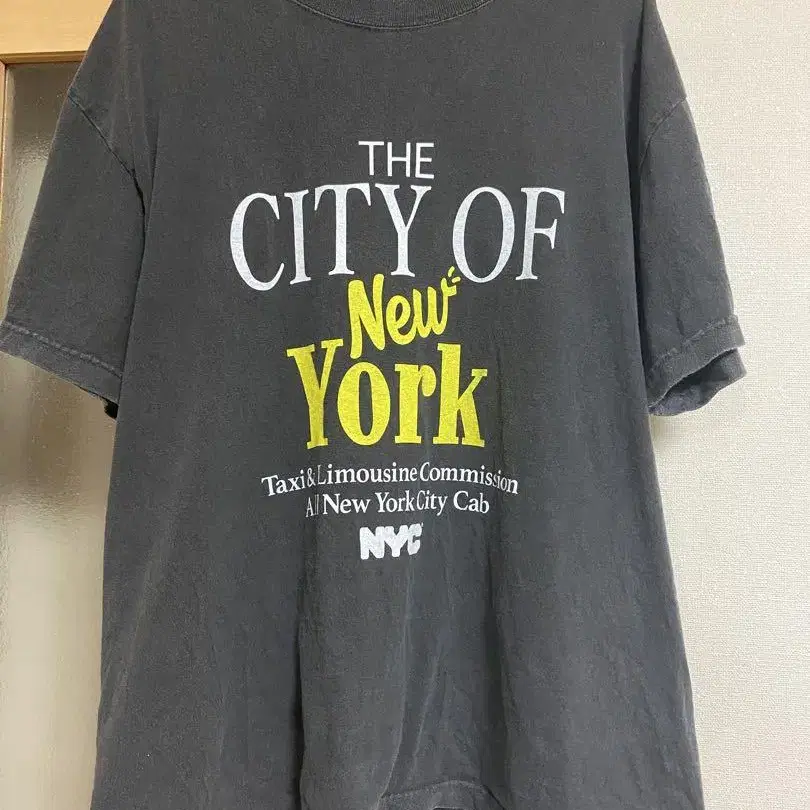 THE
CITY OF
New
York
Taxi & Limousine Commission
All New York City Cab
NYC